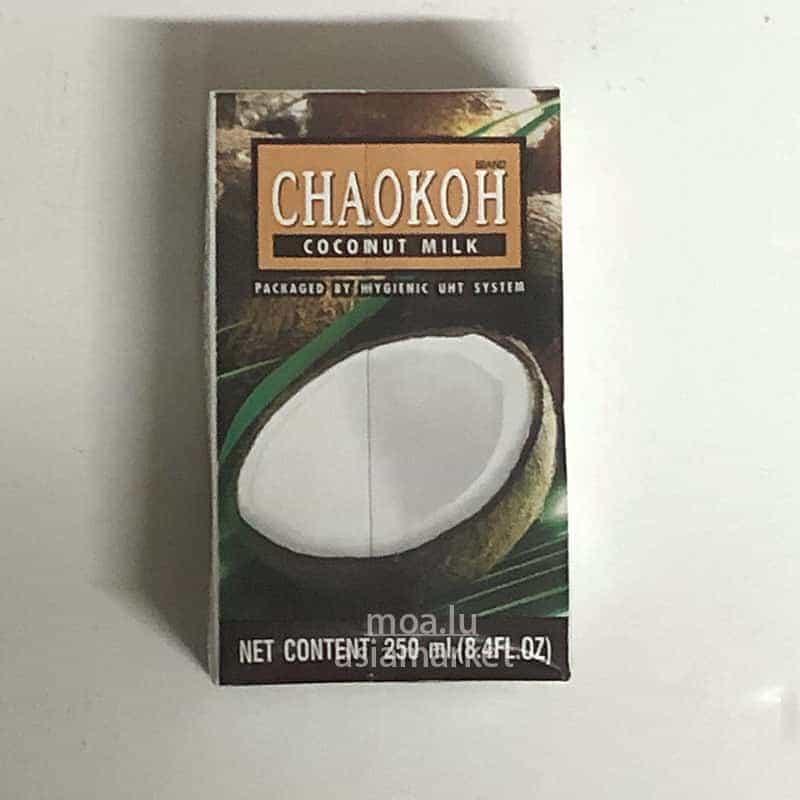 BRAND
CHAOKOH
COCONUT MILK
PACKAGED BY HYGIENIC UHT SYSTEM
moa.lu
NET CONTENT: 250 ml (8.4FL.OZ)
asiamarket